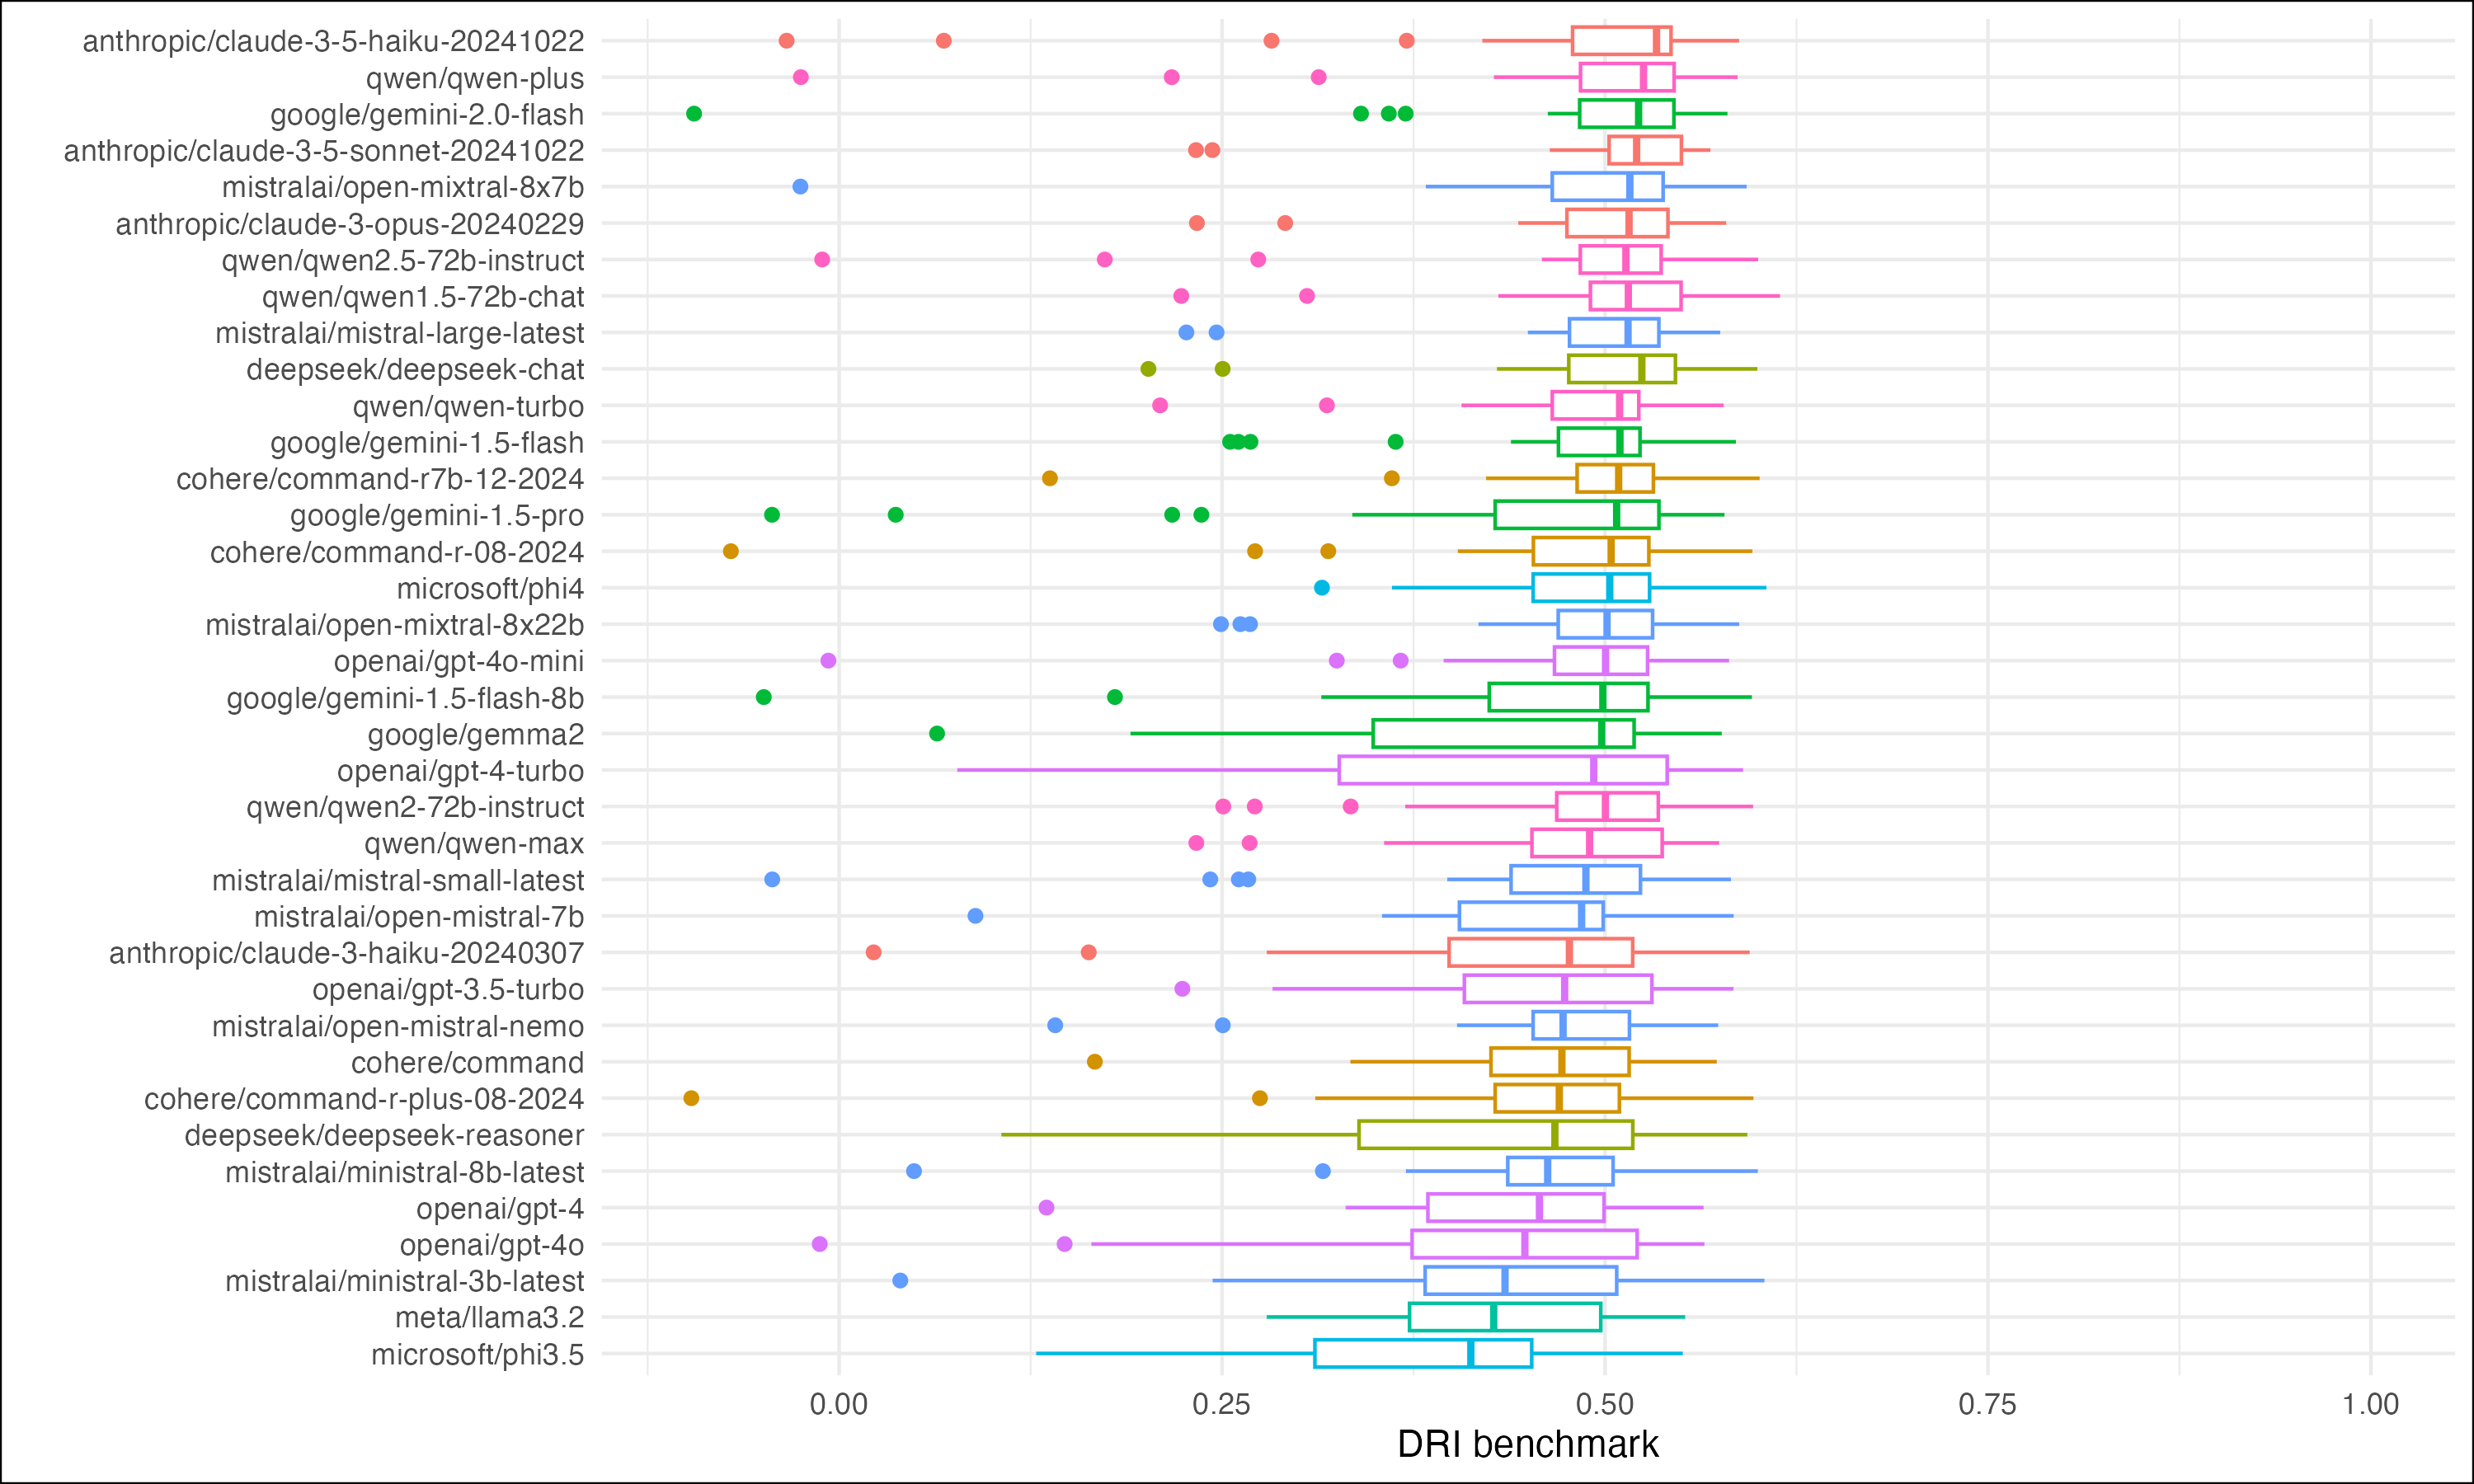 anthropic/claude-3-5-haiku-20241022
qwen/qwen-plus
google/gemini-2.0-flash
anthropic/claude-3-5-sonnet-20241022
mistralai/open-mixtral-8x7b
anthropic/claude-3-opus-20240229
qwen/qwen2.5-72b-instruct
qwen/qwen1.5-72b-chat
mistralai/mistral-large-latest
deepseek/deepseek-chat
qwen/qwen-turbo
google/gemini-1.5-flash
cohere/command-r7b-12-2024
google/gemini-1.5-pro
cohere/command-r-08-2024
microsoft/phi4
mistralai/open-mixtral-8x22b
openai/gpt-4o-mini
google/gemini-1.5-flash-8b
google/gemma2
openai/gpt-4-turbo
qwen/qwen2-72b-instruct
qwen/qwen-max
mistralai/mistral-small-latest
mistralai/open-mistral-7b
anthropic/claude-3-haiku-20240307
openai/gpt-3.5-turbo
mistralai/open-mistral-nemo
cohere/command
cohere/command-r-plus-08-2024
deepseek/deepseek-reasoner
mistralai/ministral-8b-latest
openai/gpt-4
openai/gpt-4o
mistralai/ministral-3b-latest
meta/llama3.2
microsoft/phi3.5
0.00 0.25 0.50 0.75 1.00
DRI benchmark